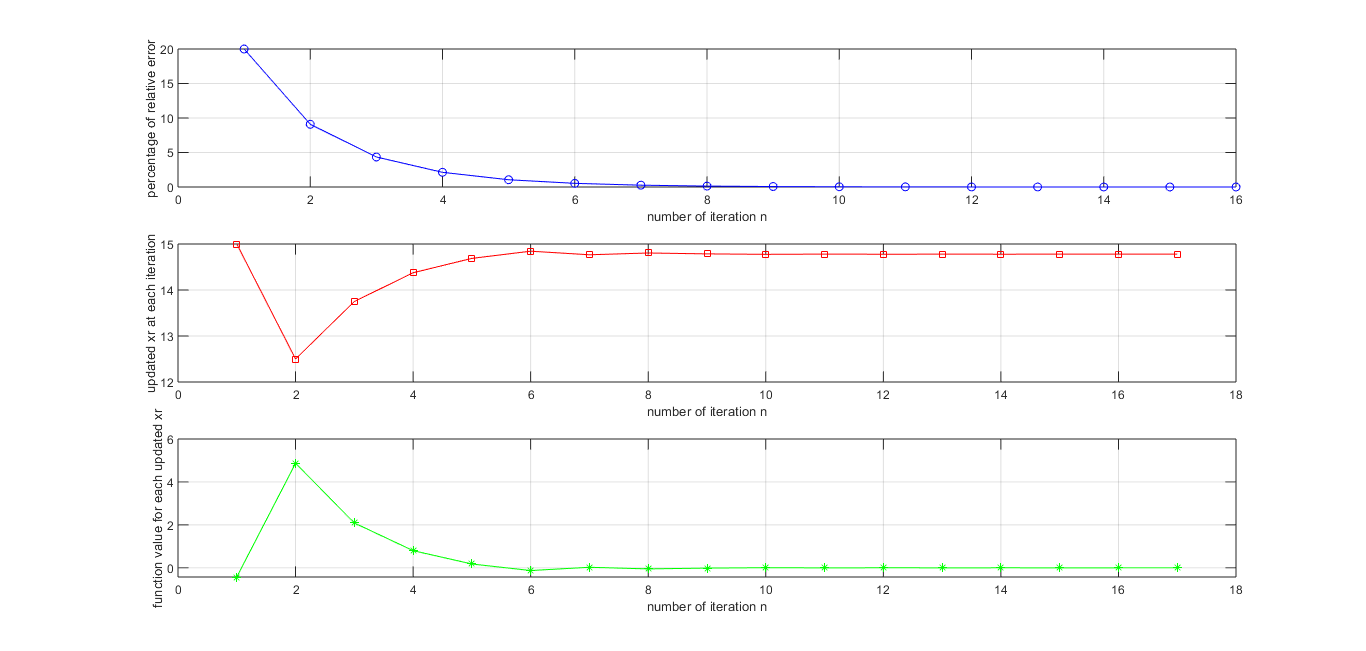 percentage of relative error
20
15
10
5
0
0 2 4 6 8 10 12 14 16
number of iteration n
updated xr at each iteration
15
14
13
12
0 2 4 6 8 10 12 14 16 18
number of iteration n
function value for each updated xr
6
4
2
0
0 2 4 6 8 10 12 14 16 18
number of iteration n